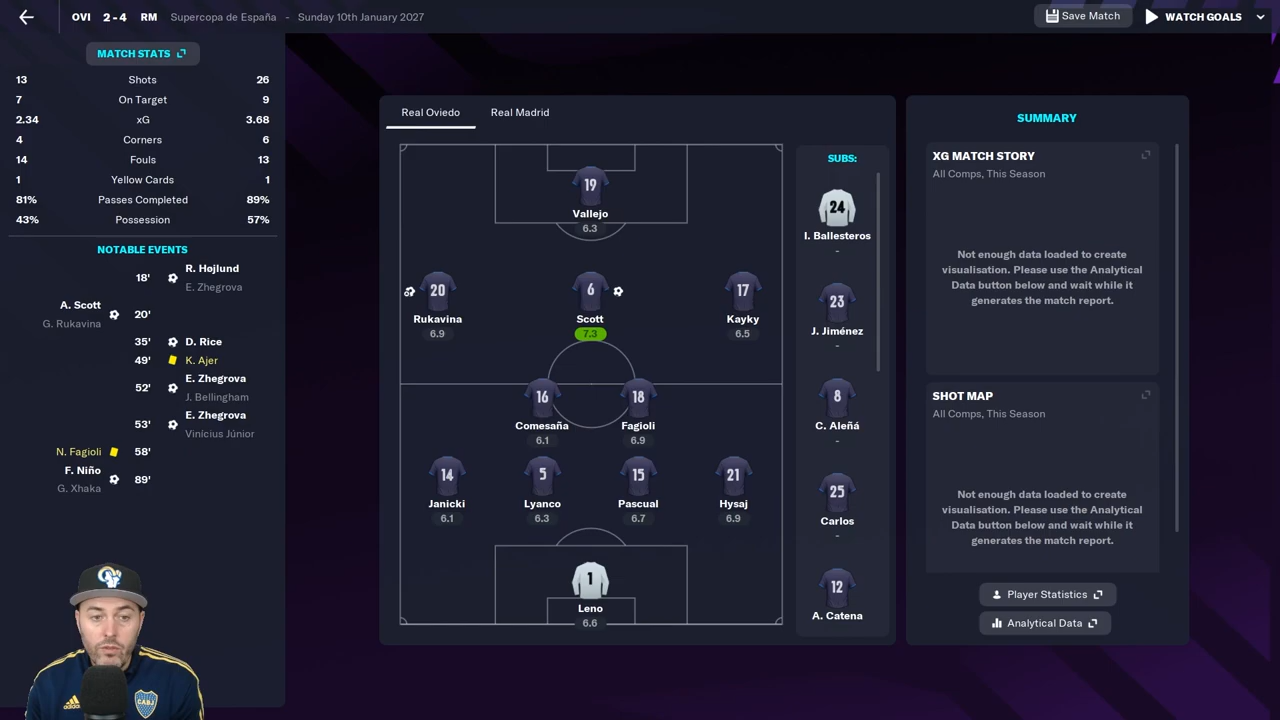 OVI 2 - 4 RM Supercopa de España - Sunday 10th January 2027
Save Match
WATCH GOALS
MATCH STATS
13 Shots 26
7 On Target 9
2.34 xG 3.68
4 Corners 6
14 Fouls 13
1 Yellow Cards 1
81% Passes Completed 89%
43% Possession 57%
NOTABLE EVENTS
18' R. Højlund
E. Zhegrova
A. Scott 20'
G. Rukavina
35' D. Rice
49' K. Ajer
52' E. Zhegrova
J. Bellingham
53' E. Zhegrova
Vinícius Júnior
N. Fagioli 58'
F. Niño 89'
G. Xhaka
Real Oviedo Real Madrid
19
Vallejo
6.3
20 6 17
Rukavina Scott Kayky
6.9 7.3 6.5
16 18
Comesaña Fagioli
6.1 6.9
14 5 15 21
Janicki Lyanco Pascual Hysaj
6.1 6.3 6.7 6.9
1
Leno
6.6
SUBS:
24
I. Ballesteros
-
23
J. Jiménez
-
8
C. Aleñá
-
25
Carlos
-
12
A. Catena
SUMMARY
XG MATCH STORY
All Comps, This Season
Not enough data loaded to create
visualisation. Please use the Analytical
Data button below and wait while it
generates the match report.
SHOT MAP
All Comps, This Season
Not enough data loaded to create
visualisation. Please use the Analytical
Data button below and wait while it
generates the match report.
Player Statistics
Analytical Data
CABJ